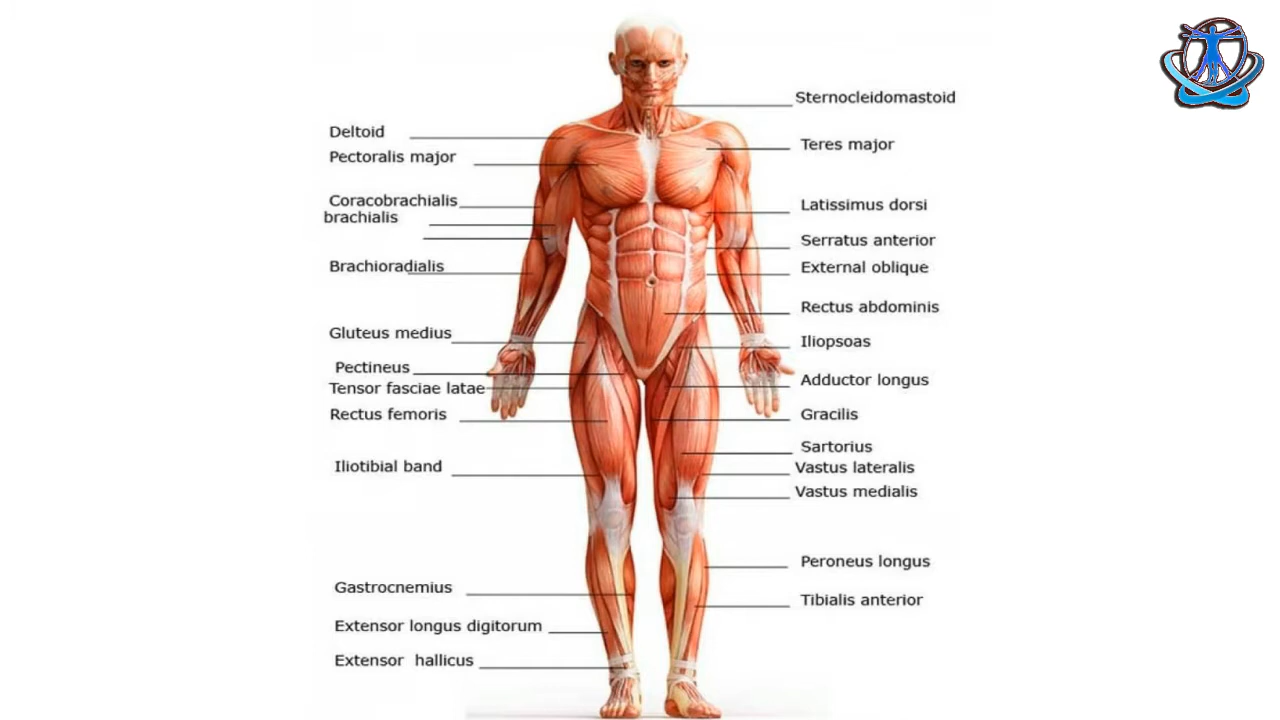 Deltoid
Pectoralis major
Coracobrachialis
brachialis
Brachioradialis
Gluteus medius
Pectineus
Tensor fasciae latae
Rectus femoris
Iliotibial band
Gastrocnemius
Extensor longus digitorum
Extensor hallicus
Sternocleidomastoid
Teres major
Latissimus dorsi
Serratus anterior
External oblique
Rectus abdominis
Iliopsoas
Adductor longus
Gracilis
Sartorius
Vastus lateralis
Vastus medialis
Peroneus longus
Tibialis anterior